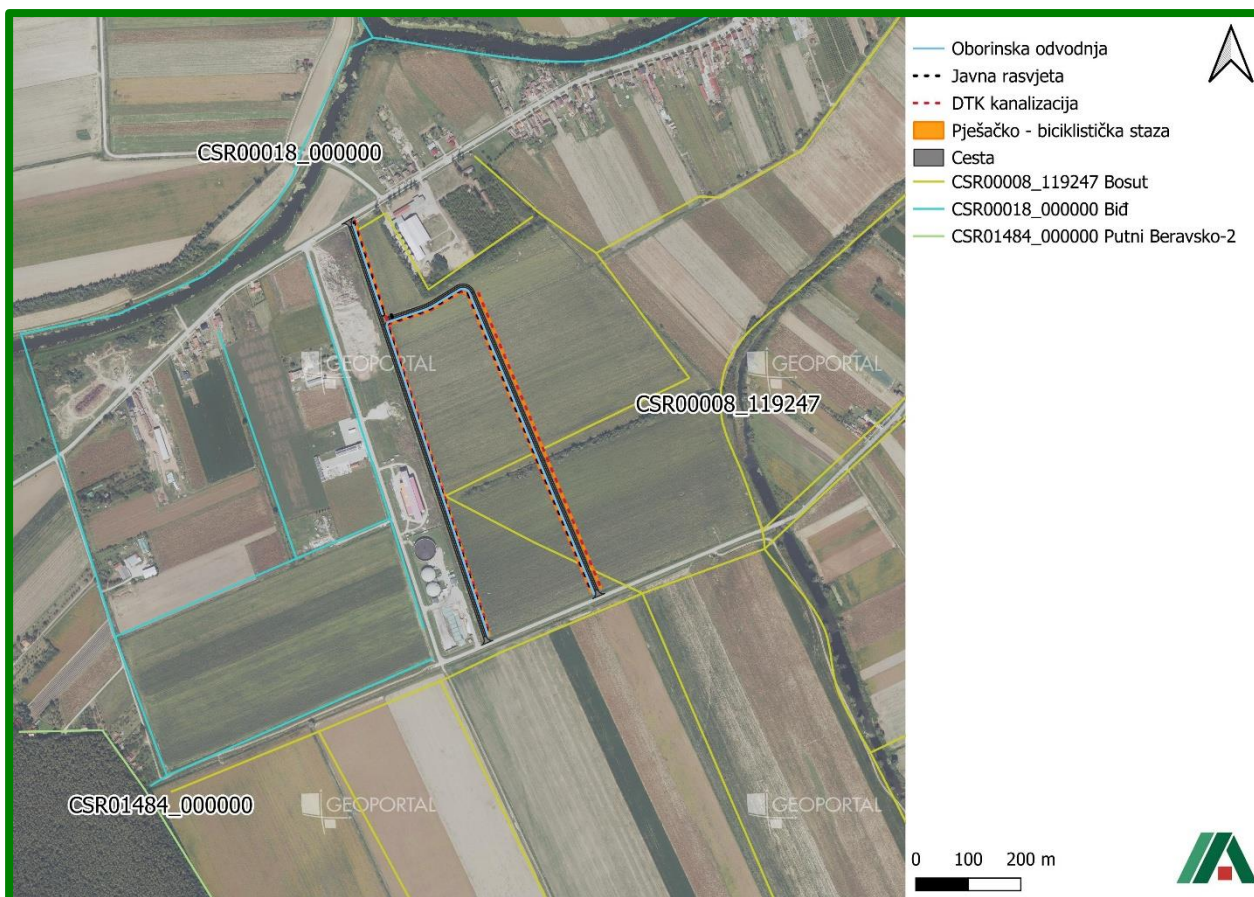 Oborinska odvodnja
Javna rasvjeta
DTK kanalizacija
Pješačko - biciklistička staza
Cesta
CSR00008_119247 Bosut
CSR00018_000000 Biđ
CSR01484_000000 Putni Beravsko-2
CSR00018_000000
GEOPORTAL
GEOPORTAL
CSR00008_119247
CSR01484_000000
GEOPORTAL
GEOPORTAL
0 100 200 m